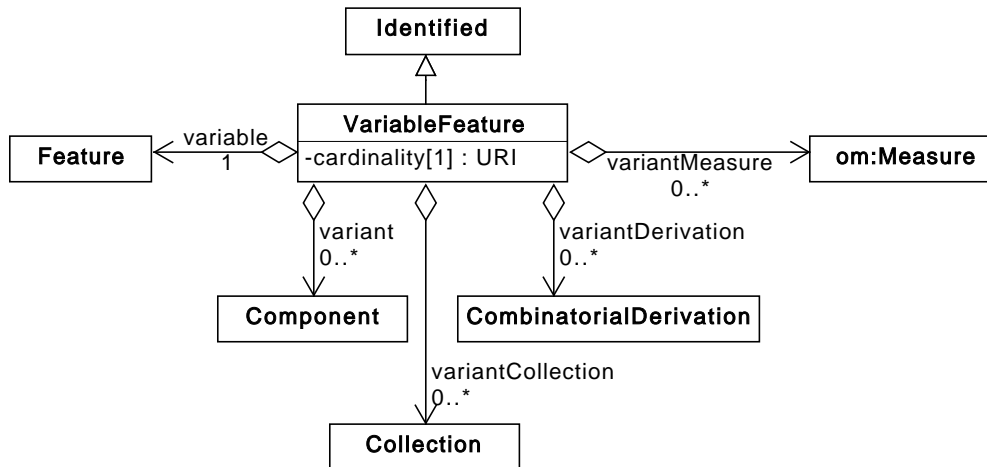 Identified
VariableFeature
-cardinality[1] : URI
Feature
variable
1
variantMeasure
0..*
om:Measure
variant
0..*
variantDerivation
0..*
Component
CombinatorialDerivation
variantCollection
0..*
Collection